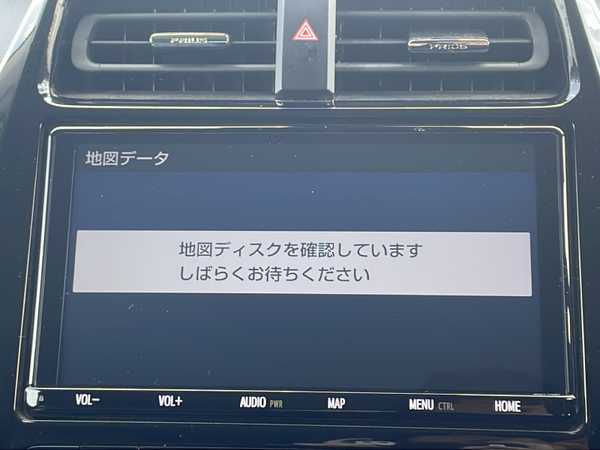 PRIUS
PRIUS
地図データ
地図ディスクを確認しています
しばらくお待ちください
VOL− VOL+ AUDIO PWR MAP MENU CTRL HOME